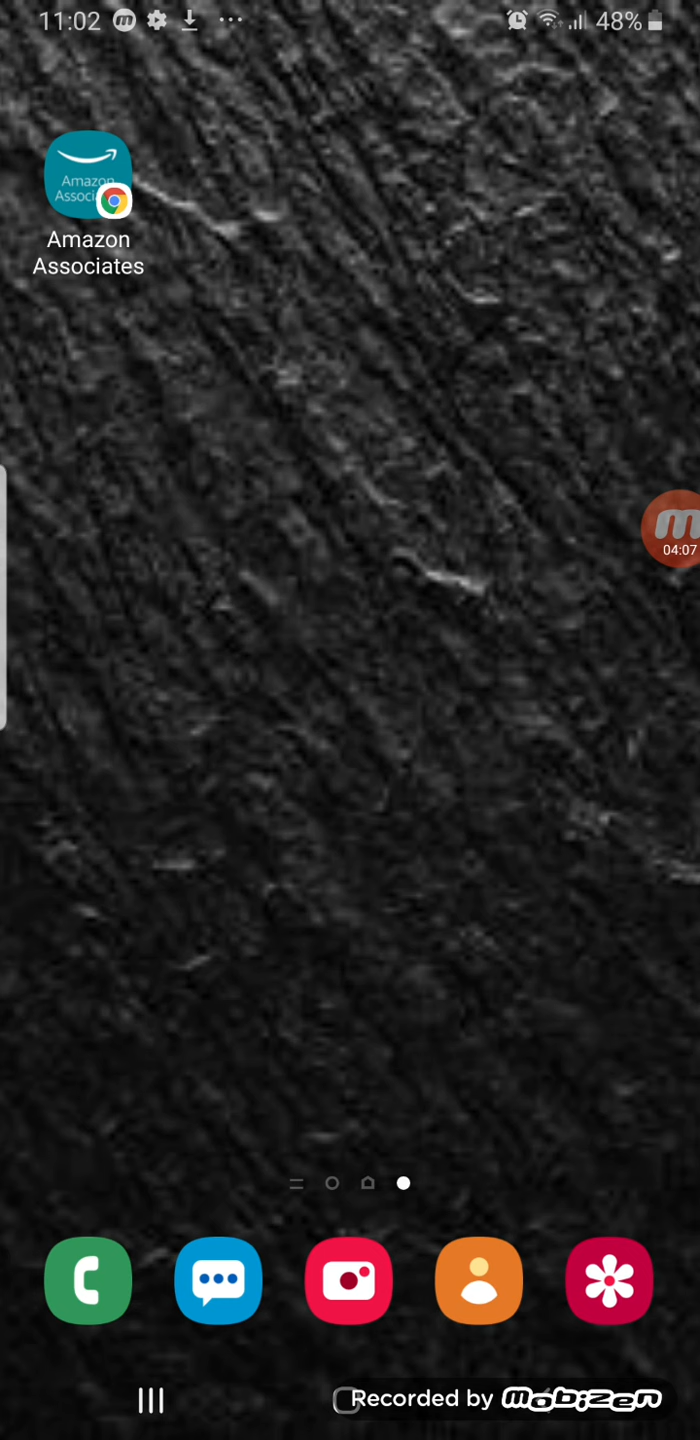 11:02
48%
Amazon
Associ
Amazon
Associates
04:07
Recorded by mobizen